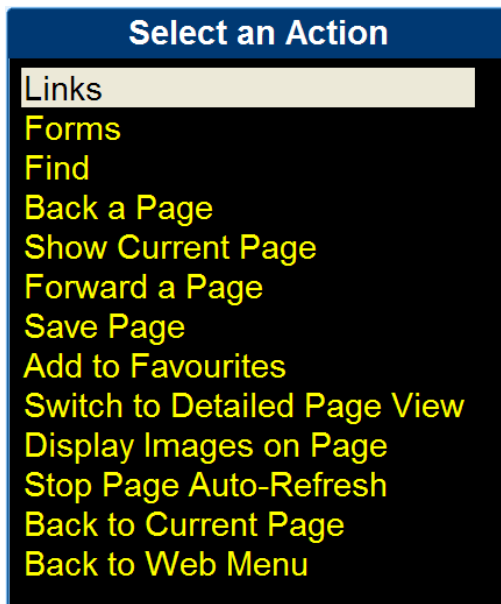 Select an Action
Links
Forms
Find
Back a Page
Show Current Page
Forward a Page
Save Page
Add to Favourites
Switch to Detailed Page View
Display Images on Page
Stop Page Auto-Refresh
Back to Current Page
Back to Web Menu